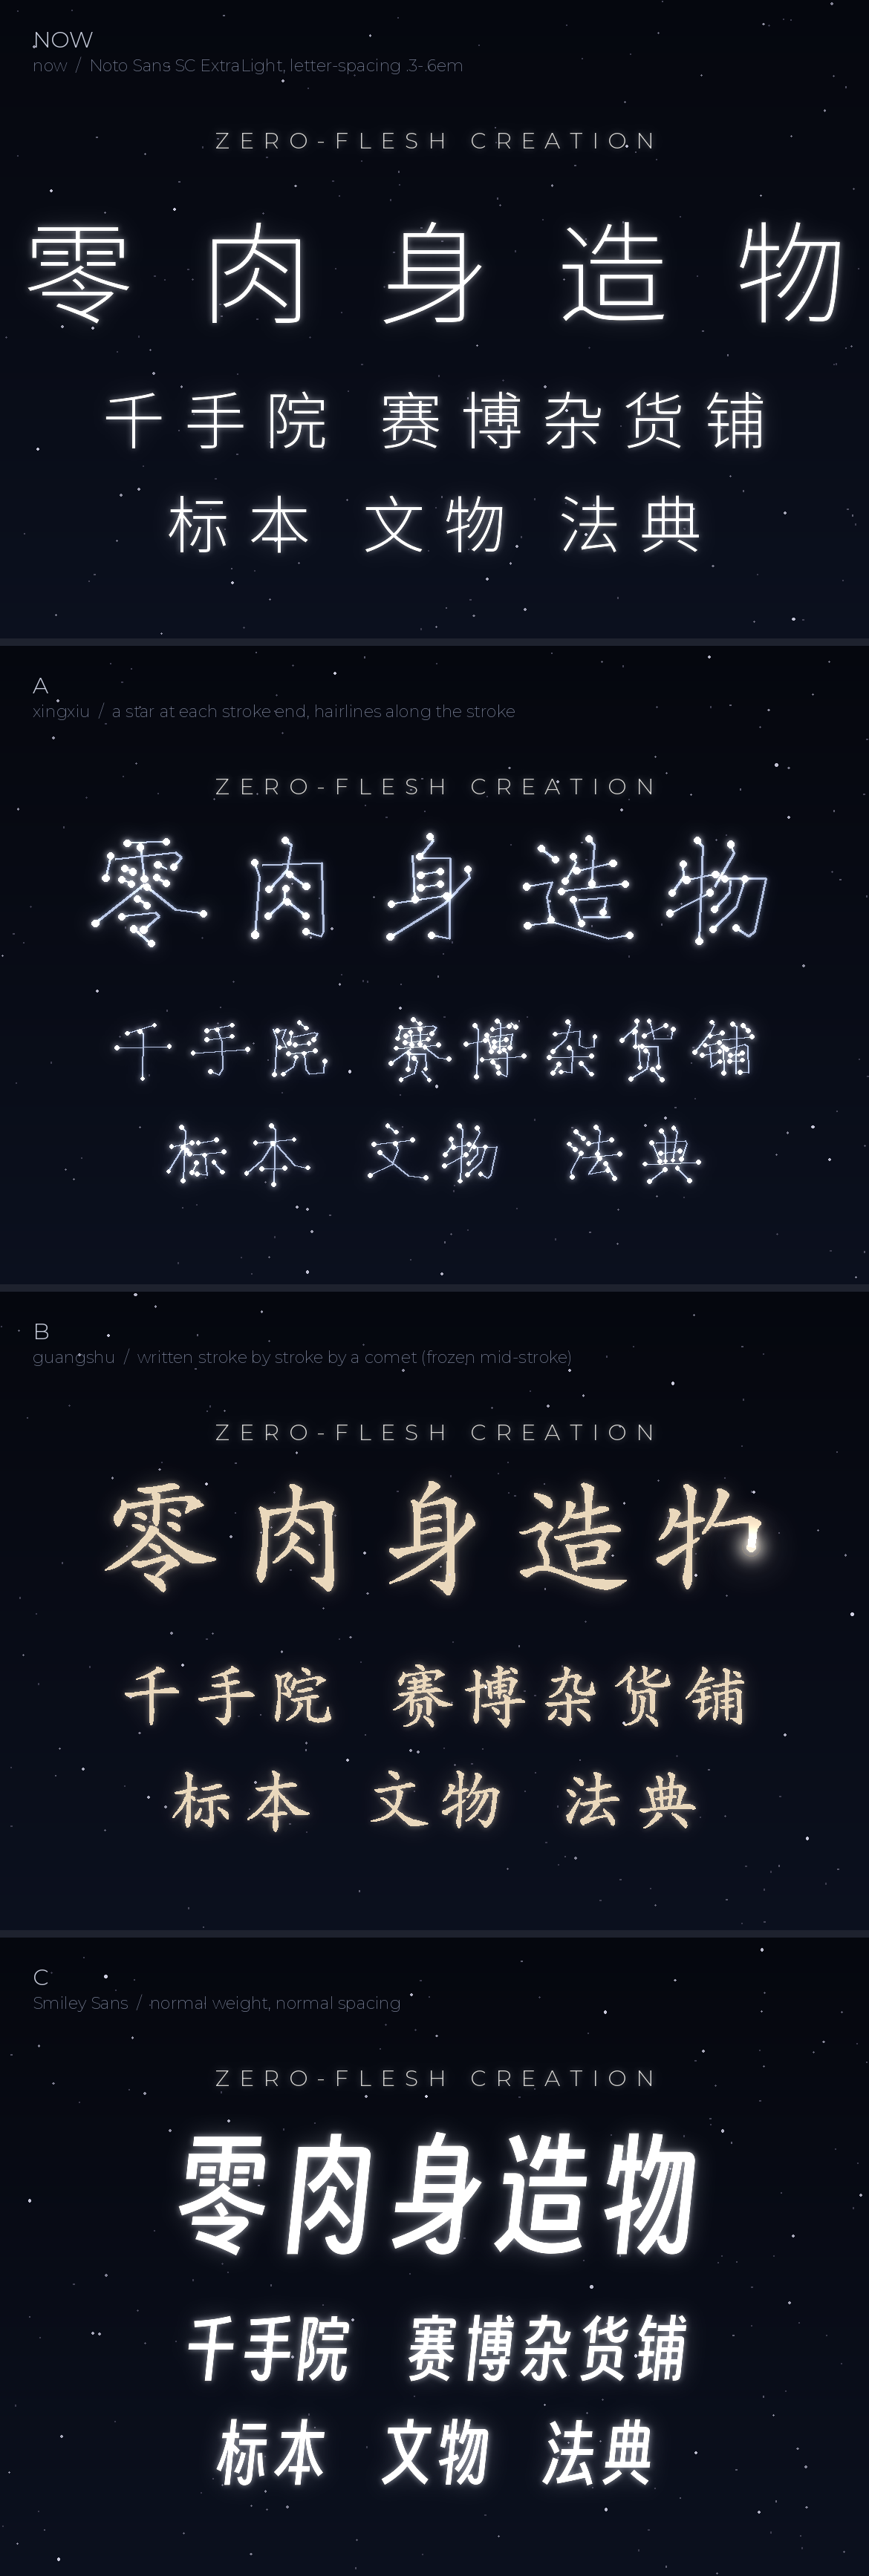 NOW
now / Noto Sans SC ExtraLight, letter-spacing .3-.6em
ZERO-FLESH CREATION
零肉身造物
千手院 赛博杂货铺
标本 文物 法典
A
xingxiu / a star at each stroke end, hairlines along the stroke
ZERO-FLESH CREATION
零肉身造物
千手院 赛博杂货铺
标本 文物 法典
B
guangshu / written stroke by stroke by a comet (frozen mid-stroke)
ZERO-FLESH CREATION
零肉身造
千手院 赛博杂货铺
标本 文物 法典
C
Smiley Sans / normal weight, normal spacing
ZERO-FLESH CREATION
零肉身造物
千手院 赛博杂货铺
标本 文物 法典